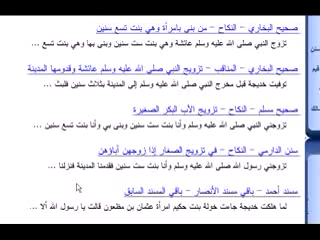 صحيح البخاري - النكاح - من بنى بامرأة وهي بنت تسع سنين
تزوج النبي صلى الله عليه وسلم عائشة وهي بنت ست سنين وبنى بها وهي بنت تسع ...
صحيح البخاري - المناقب - تزويج النبي صلى الله عليه وسلم عائشة وقدومها المدينة
توفيت خديجة قبل مخرج النبي صلى الله عليه وسلم إلى المدينة بثلاث سنين فلبث ...
صحيح مسلم - النكاح - تزويج الأب البكر الصغيرة
تزوجني النبي صلى الله عليه وسلم وأنا بنت ست سنين وبنى بي وأنا بنت تسع سنين ...
سنن الدارمي - النكاح - في تزويج الصغار إذا زوجهن آباؤهن
تزوجني رسول الله صلى الله عليه وسلم وأنا بنت ست سنين فقدمنا المدينة فنزلنا ...
مسند أحمد - باقي مسند الأنصار - باقي المسند السابق
لما هلكت خديجة جاءت خولة بنت حكيم امرأة عثمان بن مظعون قالت يا رسول الله ألا ...